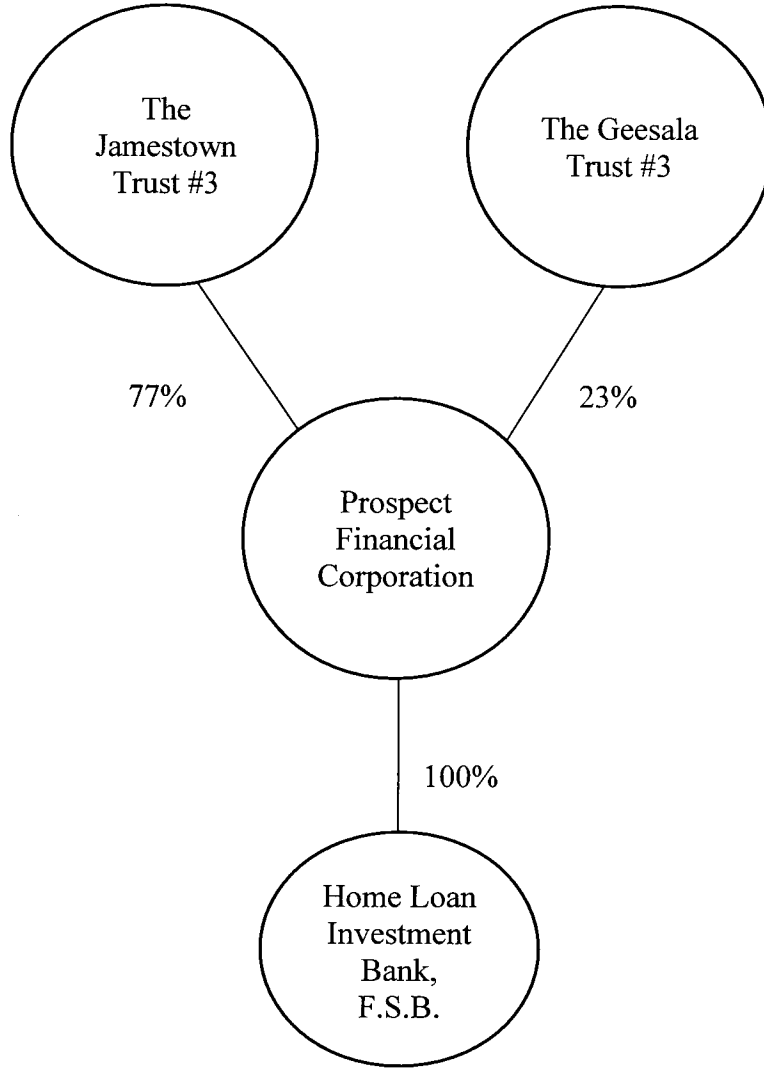 The
Jamestown
Trust #3
The Geesala
Trust #3
77%
23%
Prospect
Financial
Corporation
100%
Home Loan
Investment
Bank,
F.S.B.